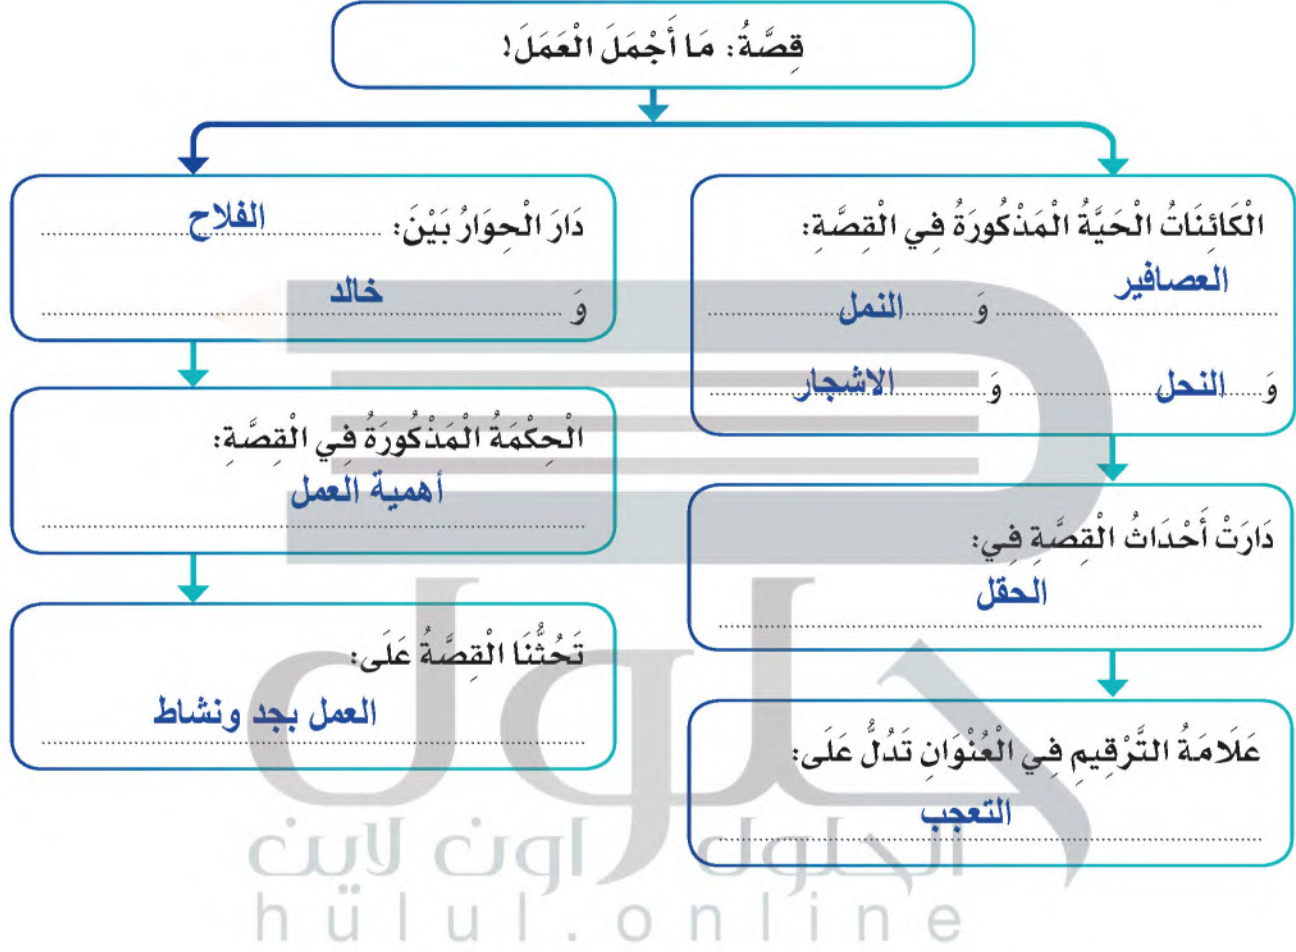 قِصَّةُ: مَا أَجْمَلَ الْعَمَلَ!
الْكَائِنَاتُ الْحَيَّةُ الْمَذْكُورَةُ فِي الْقِصَّةِ:
العصافير وَ النمل
وَ النحل وَ الاشجار
دَارَتْ أَحْدَاثُ الْقِصَّةِ فِي:
الحقل
عَلَامَةُ التَّرْقِيمِ فِي الْعُنْوَانِ تَدُلُّ عَلَى:
التعجب
دَارَ الْحِوَارُ بَيْنَ: الفلاح
وَ خالد
الْحِكْمَةُ الْمَذْكُورَةُ فِي الْقِصَّةِ:
أهمية العمل
تَحُثُّنَا الْقِصَّةُ عَلَى:
العمل بجد ونشاط
حلول
الحلول اون لاين
hülul.online